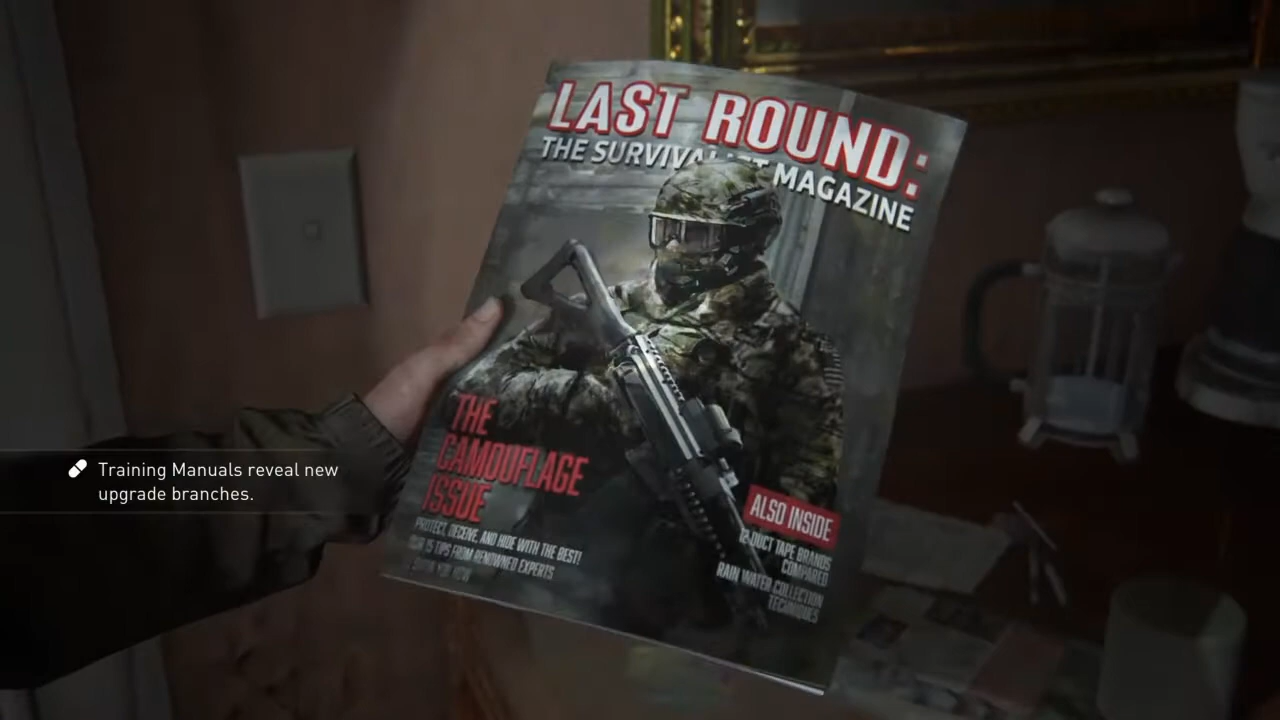 LAST ROUND:
THE SURVIVALIST MAGAZINE
THE
CAMOUFLAGE
ISSUE
PROTECT, DECEIVE, AND HIDE WITH THE BEST!
15 TIPS FROM RENOWNED EXPERTS
ALSO INSIDE
12 DUCT TAPE BRANDS
COMPARED
RAIN WATER COLLECTION
TECHNIQUES
Training Manuals reveal new
upgrade branches.